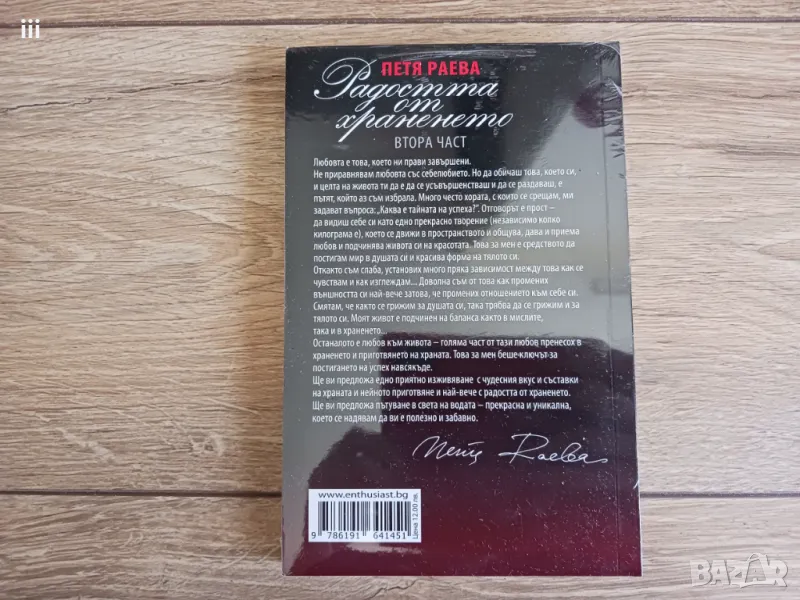 iii
ПЕТЯ РАЕВА
Радостта
от
храненето
ВТОРА ЧАСТ
Любовта е това, което ни прави завършени.
Не приравнявам любовта със себелюбието. Но да обичаш това, което си,
и целта на живота ти да е да се усъвършенстваш и да се раздаваш, е
пътят, който аз съм избрала. Много често хората, с които се срещам, ми
задават въпроса: „Каква е тайната на успеха?“. Отговорът е прост –
да видиш себе си като едно прекрасно творение (независимо колко
килограма е), което се движи в пространството и общува, дава и приема
любов и подчинява живота си на красотата. Това за мен е средството да
постигам мир в душата си и красива форма на тялото си.
Откакто съм слаба, установих много пряка зависимост между това как се
чувствам и как изглеждам... Доволна съм от това как промених
външността си най-вече затова, че промених отношението към себе си.
Смятам, че както се грижим за душата си, така трябва да се грижим и за
тялото си. Моят живот е подчинен на баланса както в мислите,
така и в храненето.
Останалото е любов към живота – голяма част от тази любов пренесох в
храненето и приготвянето на храната. Това за мен беше ключът за
постигането на успех навсякъде.
Ще ви предложа едно приятно изживяване с чудесния вкус и съставки
на храната и нейното приготвяне и най-вече с радостта от храненето.
Ще ви предложа пътуване в света на водата – прекрасна и уникална,
което се надявам да ви е полезно и забавно.
Петя Раева
www.enthusiast.bg
Цена 12.00 лв.
9 786191 641451
BAZAR